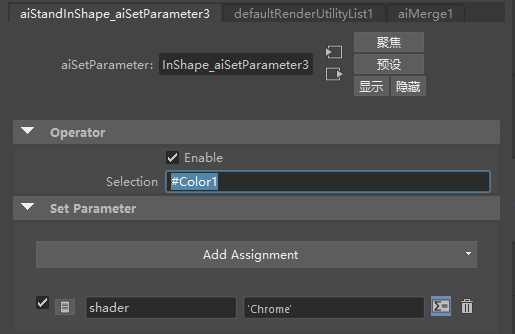 aiStandInShape_aiSetParameter3 defaultRenderUtilityList1 aiMerge1
聚焦
aiSetParameter: InShape_aiSetParameter3 预设
显示 隐藏
Operator
Enable
Selection #Color1
Set Parameter
Add Assignment
shader 'Chrome'